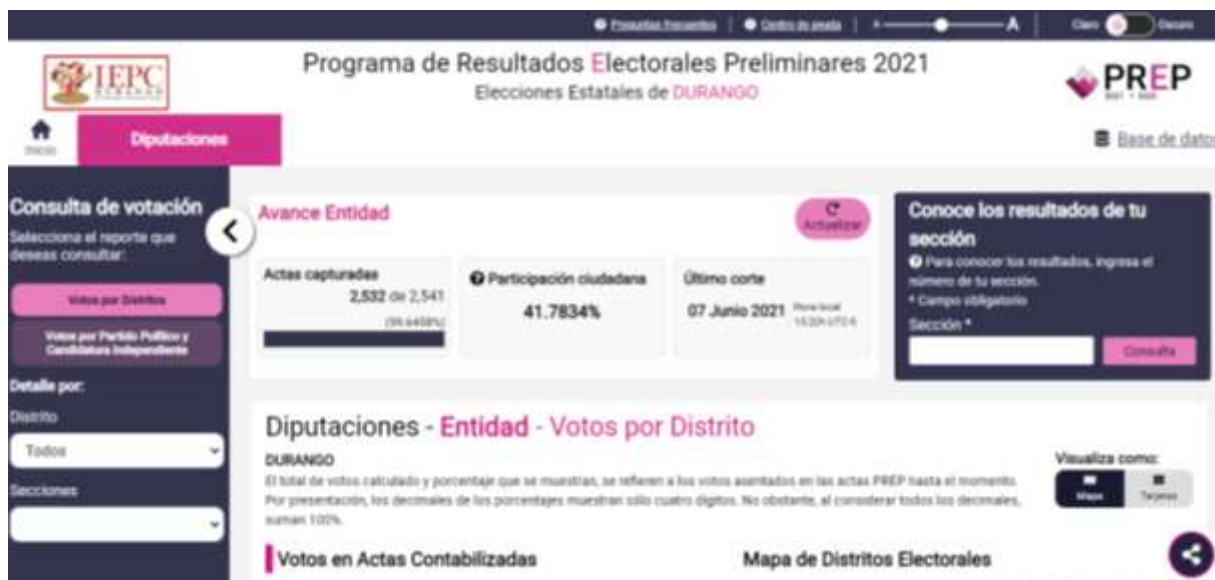 Preguntas frecuentes | Centro de ayuda | A A | Claro Oscuro
IEPC
DURANGO
Programa de Resultados Electorales Preliminares 2021
Elecciones Estatales de DURANGO
PREP
Inicio
Diputaciones
Base de datos
Consulta de votación
Selecciona el reporte que
deseas consultar:
Votos por Distritos
Votos por Partido Político y
Candidatura Independiente
Detalle por:
Distrito
Todos
Secciones
Avance Entidad
Actualizar
Actas capturadas
2,532 de 2,541
(99.6458%)
Participación ciudadana
41.7834%
Último corte
07 Junio 2021
Hora local
Conoce los resultados de tu
sección
Para conocer los resultados, ingresa el
número de tu sección.
* Campo obligatorio
Sección *
Consulta
Diputaciones - Entidad - Votos por Distrito
DURANGO
El total de votos calculado y porcentaje que se muestran, se refieren a los votos asentados en las actas PREP hasta el momento.
Por presentación, los decimales de los porcentajes muestran sólo cuatro dígitos. No obstante, al considerar todos los decimales,
suman 100%.
Visualiza como:
Mapa
Tarjetas
Votos en Actas Contabilizadas
Mapa de Distritos Electorales